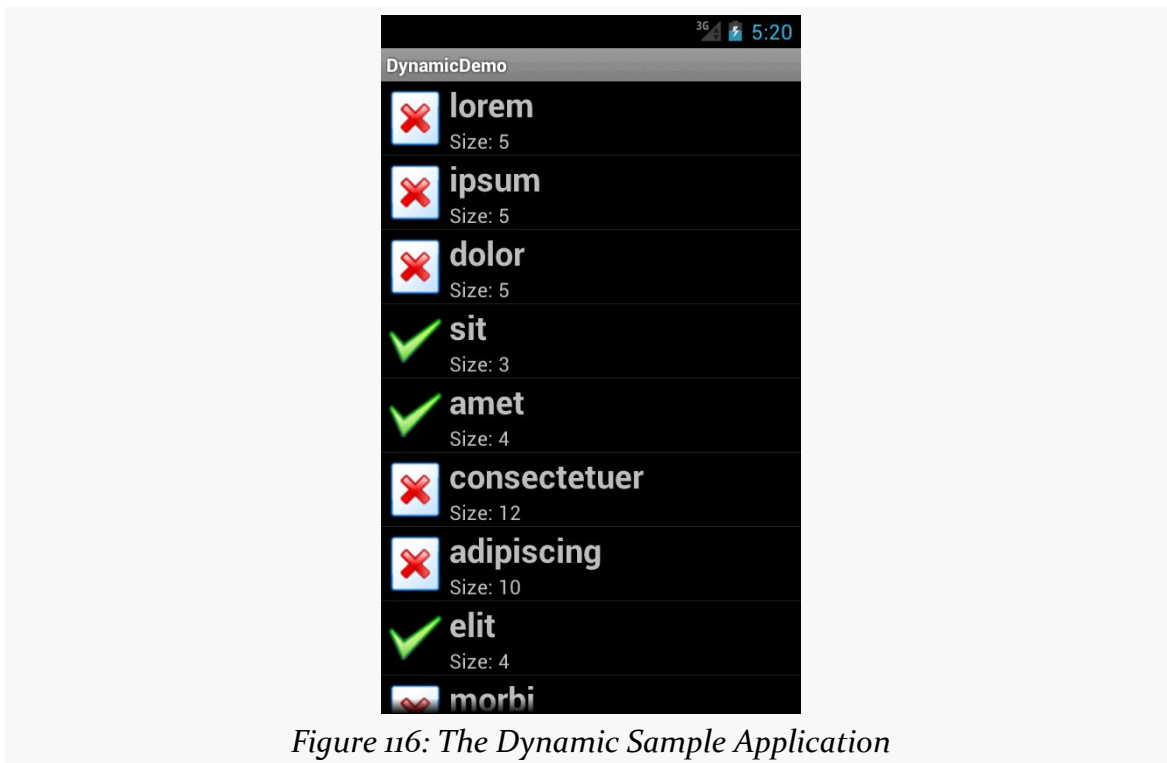 3G 5:20
DynamicDemo
lorem
Size: 5
ipsum
Size: 5
dolor
Size: 5
sit
Size: 3
amet
Size: 4
consectetuer
Size: 12
adipiscing
Size: 10
elit
Size: 4
morbi
Figure 116: The Dynamic Sample Application